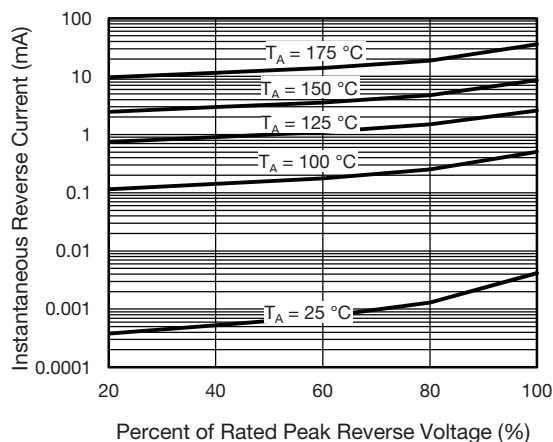 Instantaneous Reverse Current (mA)
100
10
1
0.1
0.01
0.001
0.0001
T_A = 175 °C
T_A = 150 °C
T_A = 125 °C
T_A = 100 °C
T_A = 25 °C
20 40 60 80 100
Percent of Rated Peak Reverse Voltage (%)